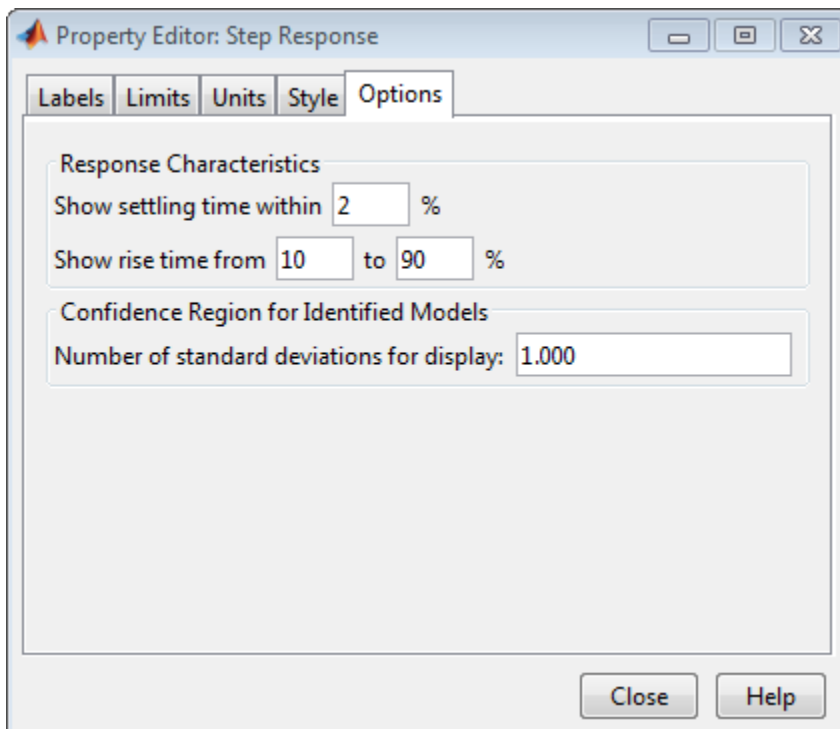 Property Editor: Step Response
Labels Limits Units Style Options
Response Characteristics
Show settling time within 2 %
Show rise time from 10 to 90 %
Confidence Region for Identified Models
Number of standard deviations for display: 1.000
Close Help